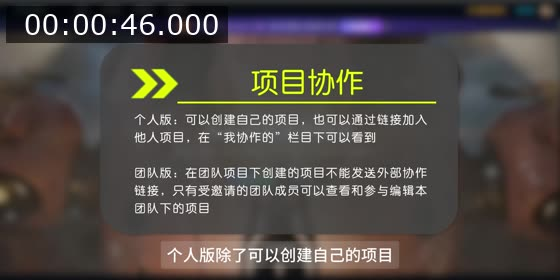 00:00:46.000
项目协作
个人版：可以创建自己的项目，也可以通过链接加入
他人项目，在“我协作的”栏目下可以看到
团队版：在团队项目下创建的项目不能发送外部协作
链接，只有受邀请的团队成员可以查看和参与编辑本
团队下的项目
个人版除了可以创建自己的项目